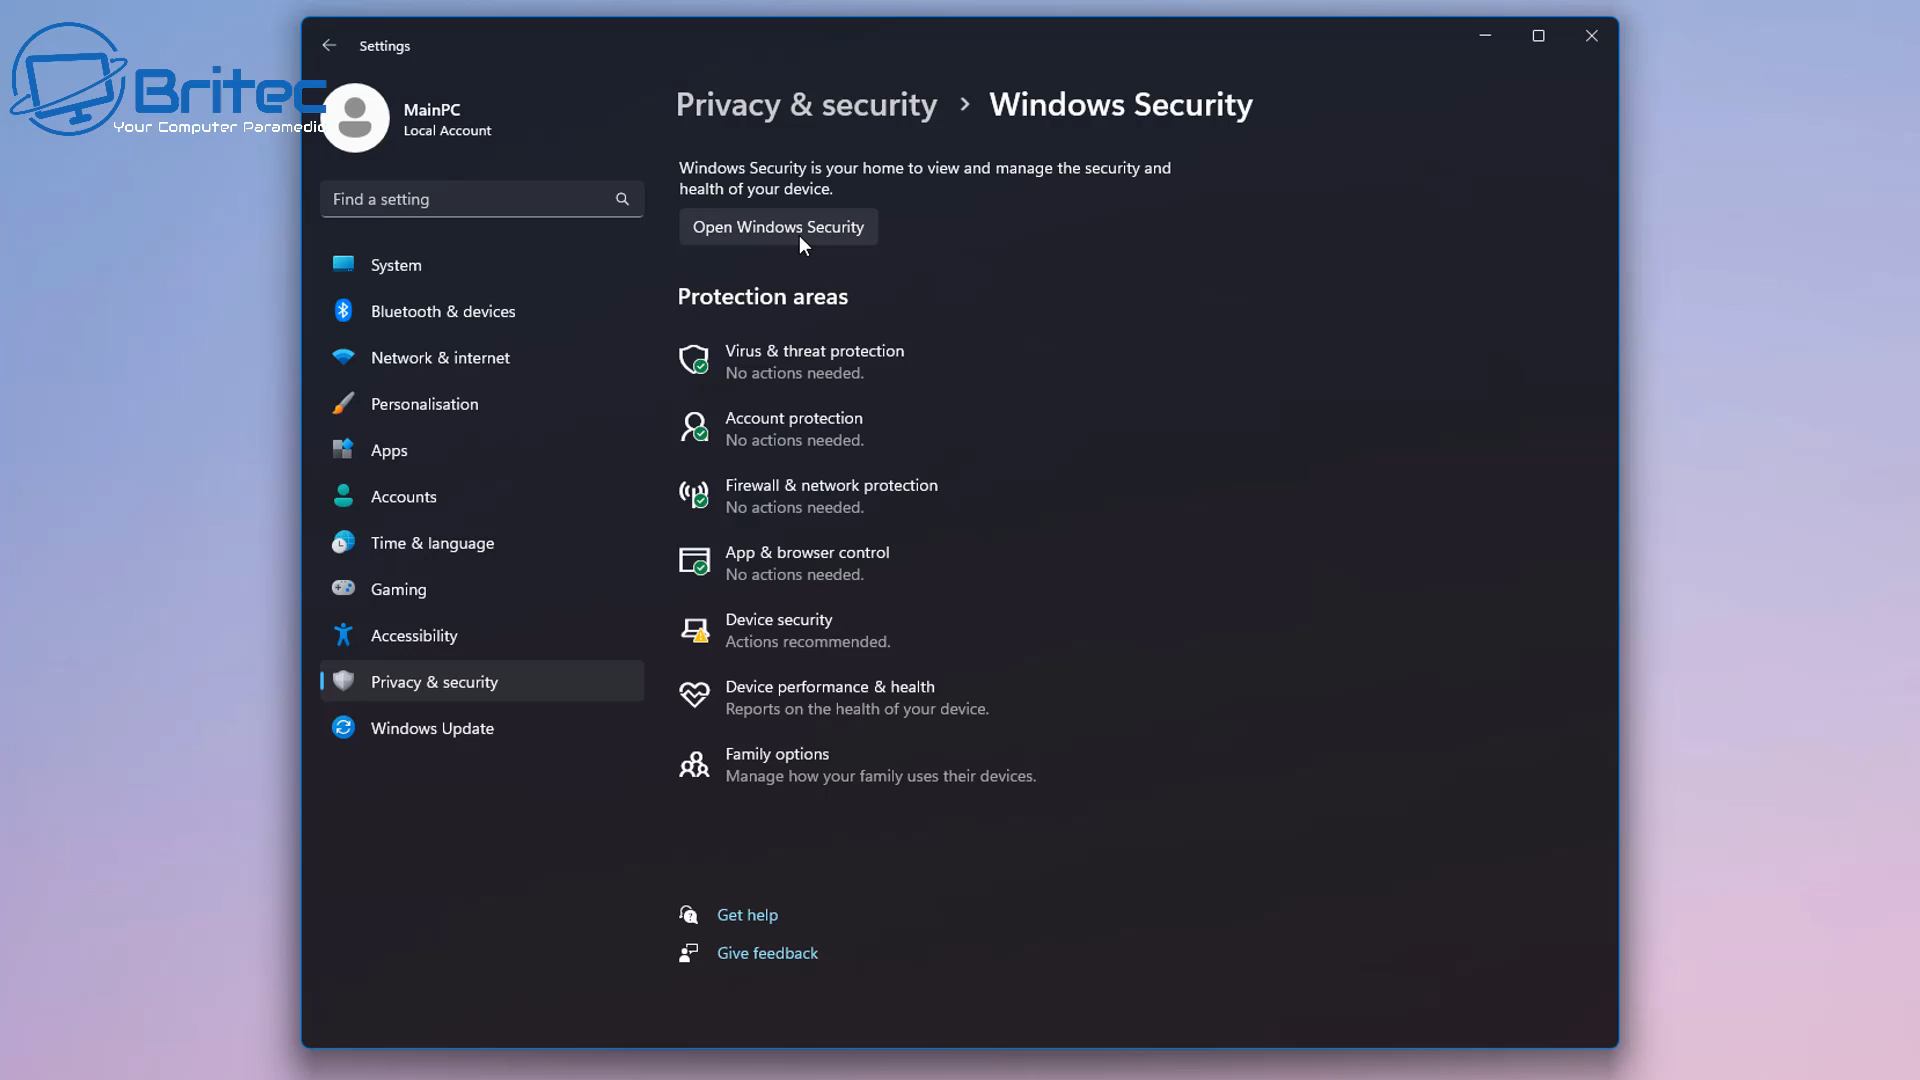 Settings
Britec
Your Computer Paramedic
MainPC
Local Account
Find a setting
System
Bluetooth & devices
Network & internet
Personalisation
Apps
Accounts
Time & language
Gaming
Accessibility
Privacy & security
Windows Update
Privacy & security > Windows Security
Windows Security is your home to view and manage the security and
health of your device.
Open Windows Security
Protection areas
Virus & threat protection
No actions needed.
Account protection
No actions needed.
Firewall & network protection
No actions needed.
App & browser control
No actions needed.
Device security
Actions recommended.
Device performance & health
Reports on the health of your device.
Family options
Manage how your family uses their devices.
Get help
Give feedback